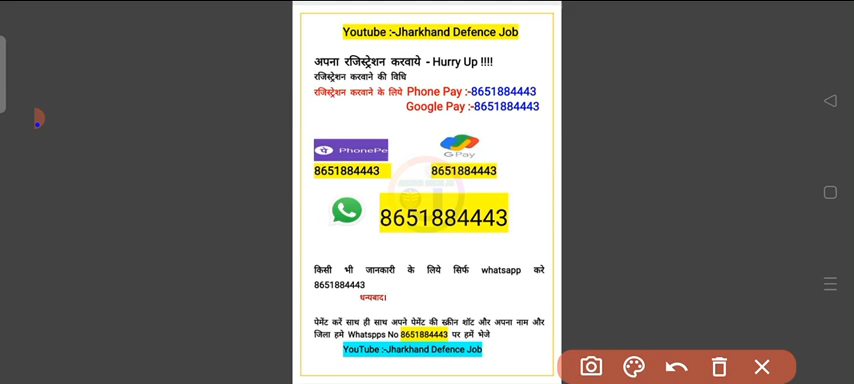 Youtube :-Jharkhand Defence Job
अपना रजिस्ट्रेशन करवाये - Hurry Up !!!!
रजिस्ट्रेशन करवाने की विधि
रजिस्ट्रेशन करवाने के लिये Phone Pay :-8651884443
Google Pay :-8651884443
PhonePe
G Pay
8651884443
8651884443
8651884443
किसी भी जानकारी के लिये सिर्फ whatsapp करे
8651884443
धन्यबाद।
पेमेंट करें साथ ही साथ अपने पेमेंट की स्क्रीन शॉट और अपना नाम और
जिला हमे Whatspps No 8651884443 पर हमें भेजे
YouTube :-Jharkhand Defence Job